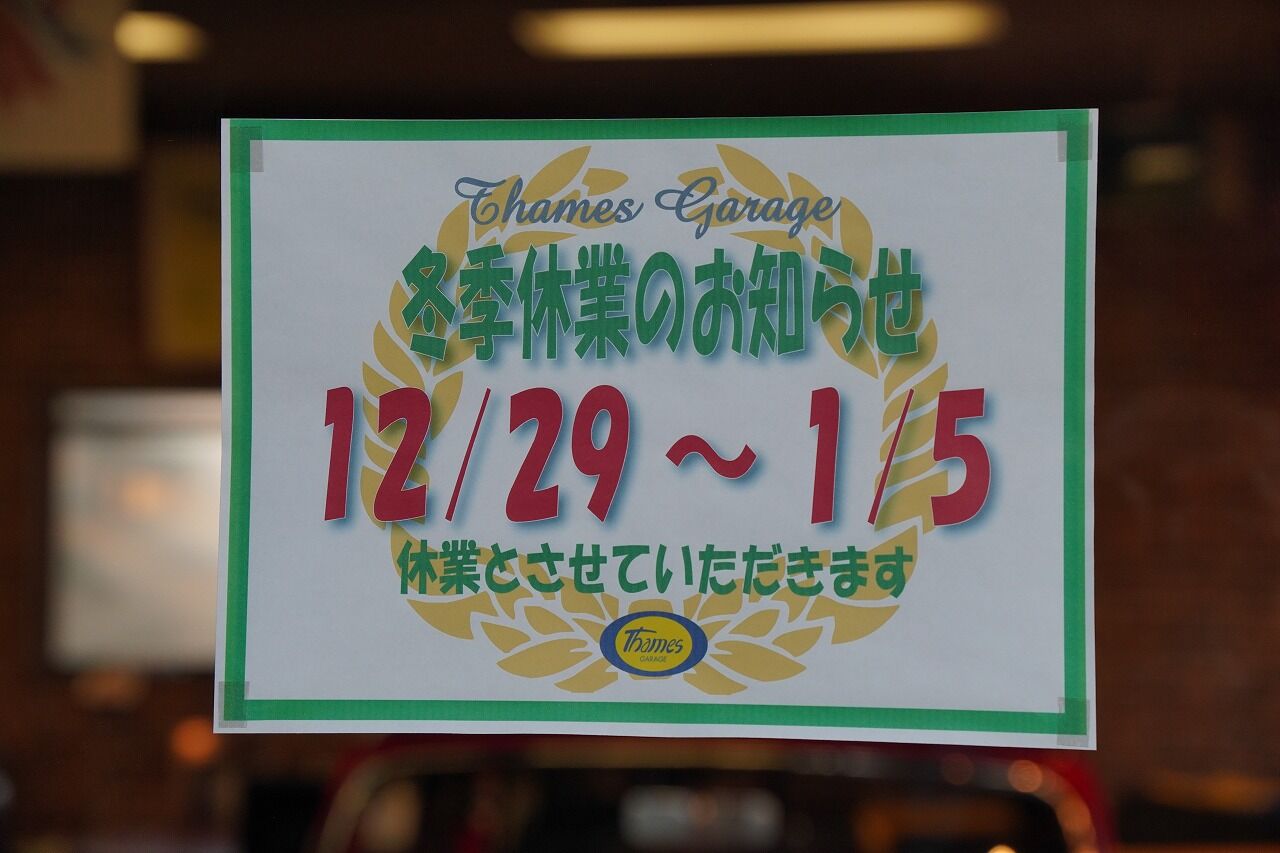 Thames Garage
冬季休業のお知らせ
12/29～1/5
休業とさせていただきます
Thames
GARAGE